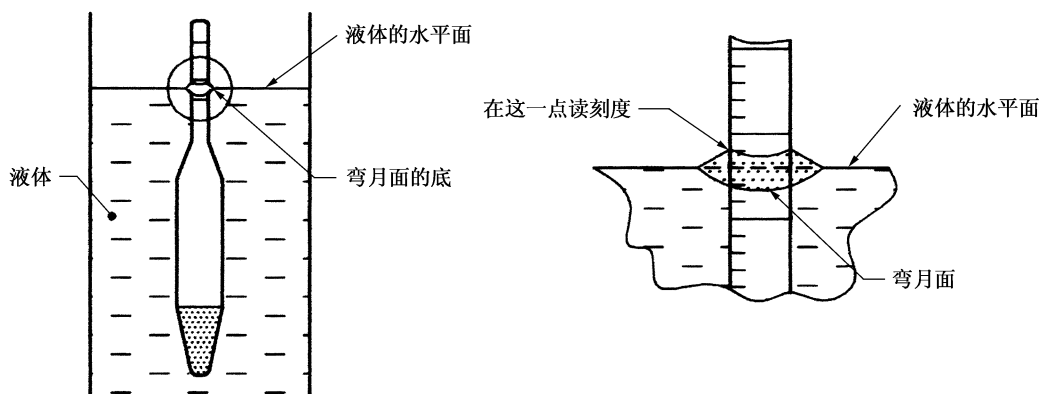 液体的水平面
液体
弯月面的底
在这一点读刻度
液体的水平面
弯月面